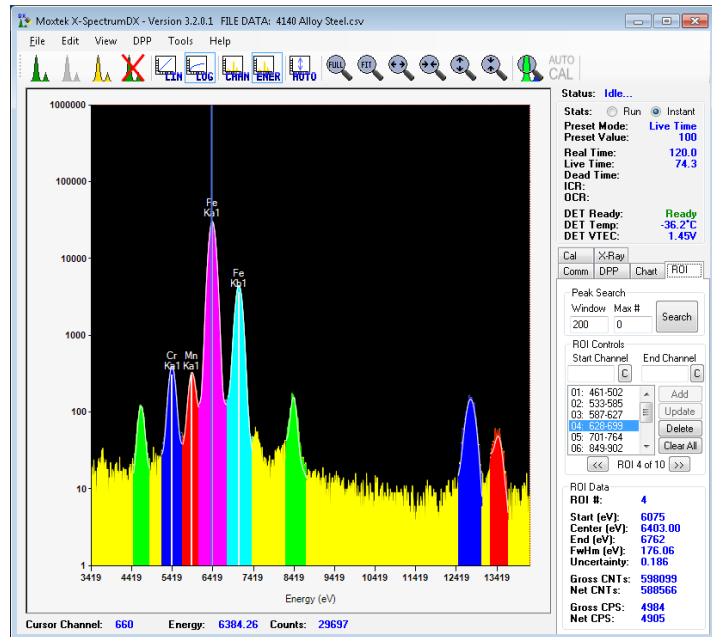 Moxtek X-SpectrumDX - Version 3.2.0.1 FILE DATA: 4140 Alloy Steel.csv
File Edit View DPP Tools Help
LIN LOG CHAN ENER AUTO FULL FIT AUTO CAL
Status: Idle...
Stats: Run Instant
Preset Mode: Live Time
Preset Value: 100
Real Time: 120.0
Live Time: 74.3
Dead Time:
ICR:
OCR:
DET Ready: Ready
DET Temp: -36.2°C
DET VTEC: 1.45V
Cal X-Ray
Comm DPP Chart ROI
Peak Search
Window Max #
200 0 Search
ROI Controls
Start Channel End Channel
C C
01: 461-502
02: 533-585
03: 587-627
04: 628-699
05: 701-764
06: 849-902
Add
Update
Delete
Clear All
<< ROI 4 of 10 >>
ROI Data
ROI #: 4
Start (eV): 6075
Center (eV): 6403.00
End (eV): 6762
FwHm (eV): 176.06
Uncertainty: 0.186
Gross CNTs: 598099
Net CNTs: 588566
Gross CPS: 4984
Net CPS: 4905
1000000
100000
10000
1000
100
10
1
Fe
Ka1
Fe
Kb1
Cr
Ka1
Mn
Ka1
3419 4419 5419 6419 7419 8419 9419 10419 11419 12419 13419
Energy (eV)
Cursor Channel: 660 Energy: 6384.26 Counts: 29697